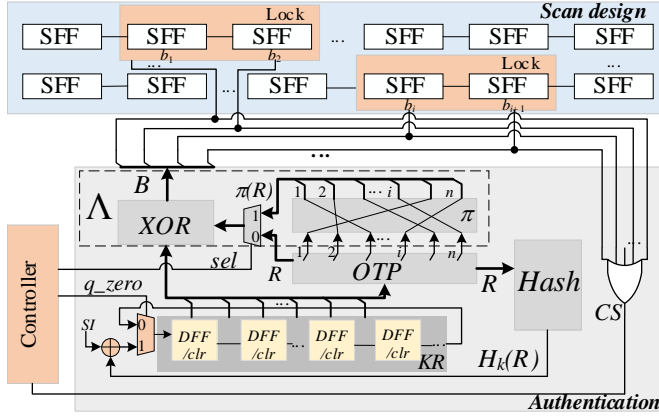 Scan design
Lock
SFF SFF SFF ... SFF SFF SFF
b1 b2
... ...
Lock
SFF SFF ... SFF SFF SFF SFF
bi bi+1
...
B
π(R)
1 2 ... i n
Λ
XOR
1
0
π
...
sel
R
1 2 ... i n
OTP
R
Hash
CS
Controller
q_zero
...
SI
0
1
DFF /clr DFF /clr ... DFF /clr DFF /clr ...
KR
Hk(R)
Authentication